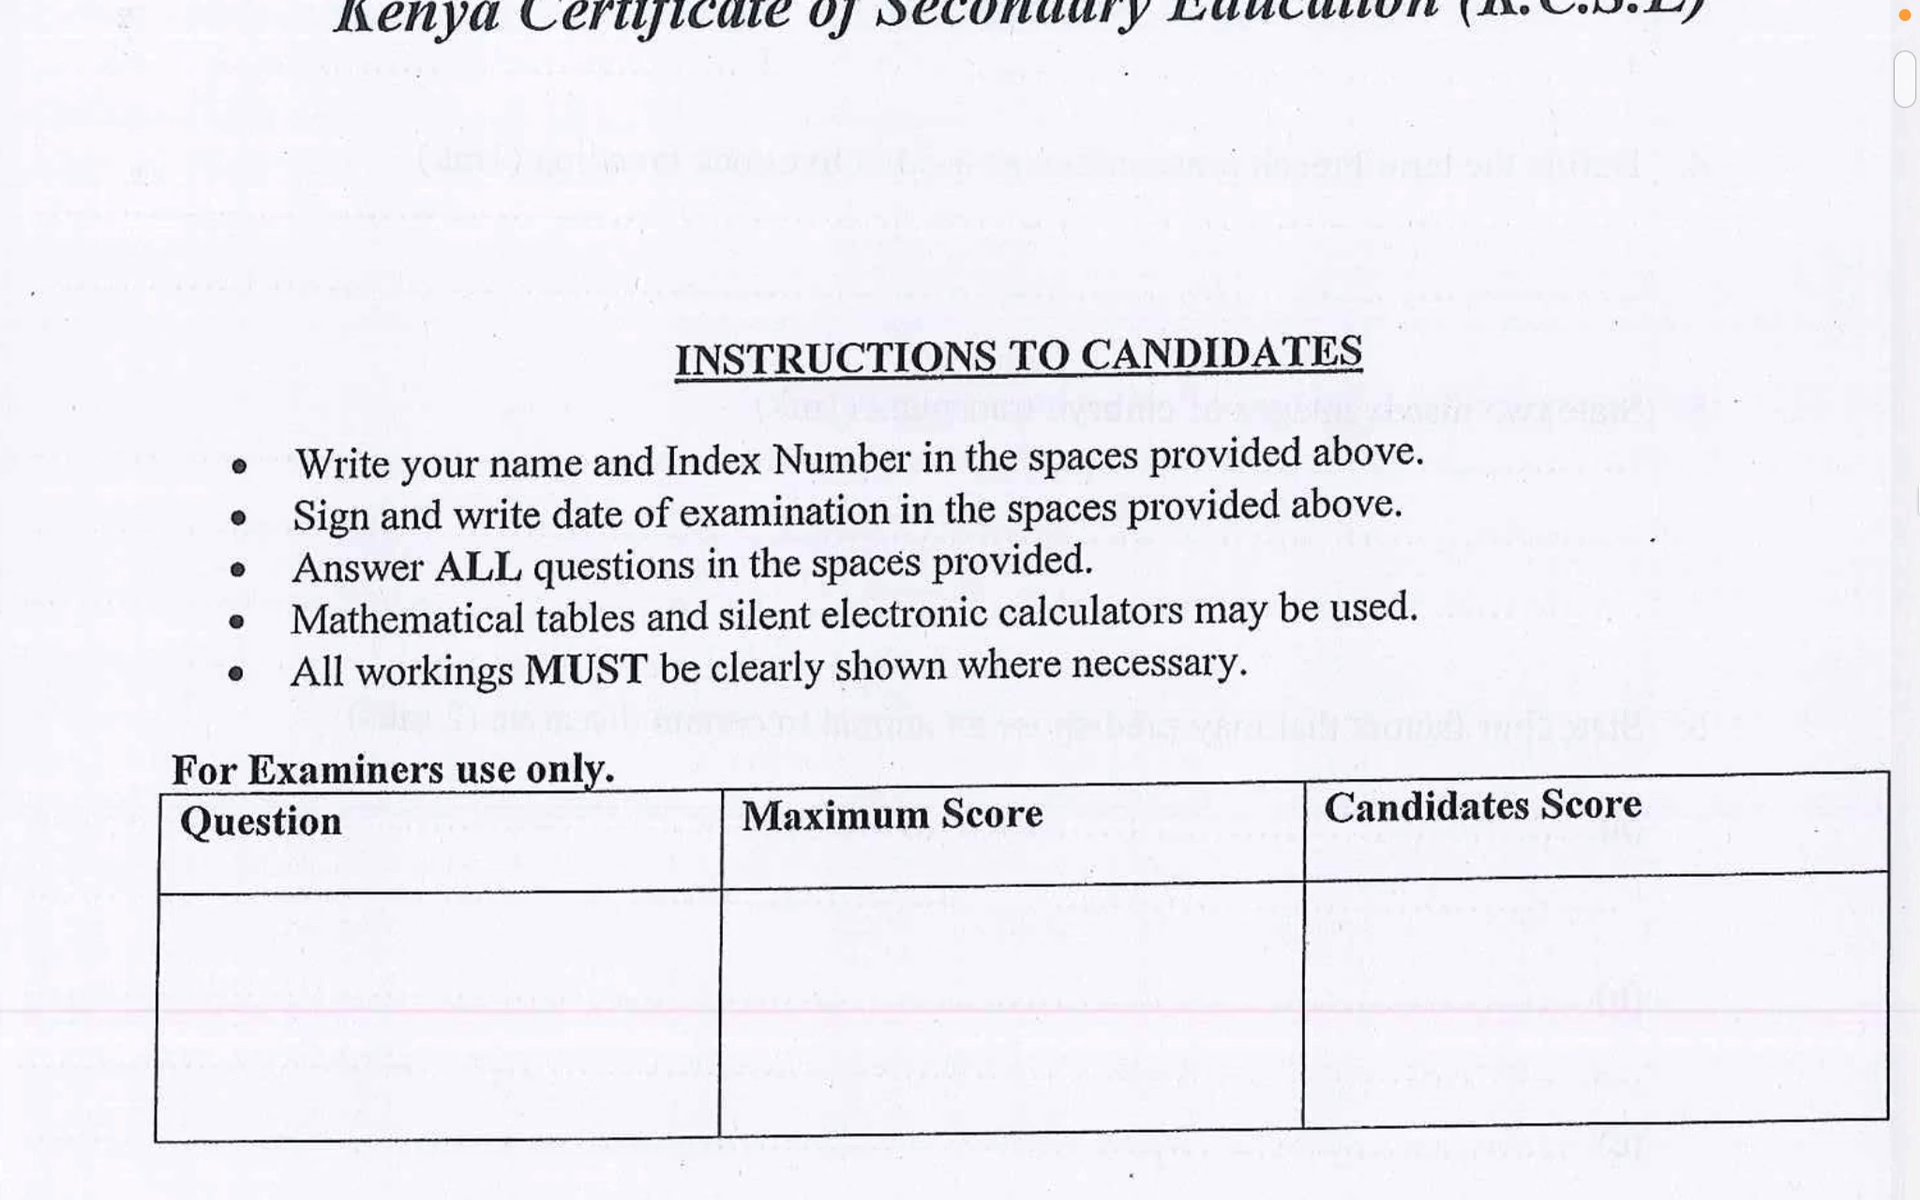 Kenya Certificate of Secondary Education (K.C.S.E)
INSTRUCTIONS TO CANDIDATES
• Write your name and Index Number in the spaces provided above.
• Sign and write date of examination in the spaces provided above.
• Answer ALL questions in the spaces provided.
• Mathematical tables and silent electronic calculators may be used.
• All workings MUST be clearly shown where necessary.
For Examiners use only.
Question Maximum Score Candidates Score